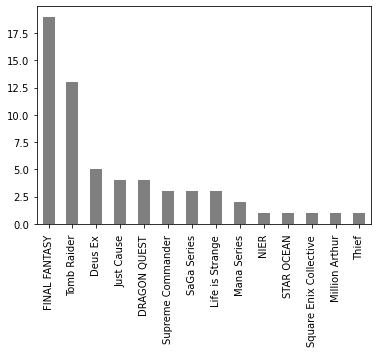 17.5
15.0
12.5
10.0
7.5
5.0
2.5
0.0
FINAL FANTASY
Tomb Raider
Deus Ex
Just Cause
DRAGON QUEST
Supreme Commander
SaGa Series
Life is Strange
Mana Series
NIER
STAR OCEAN
Square Enix Collective
Million Arthur
Thief